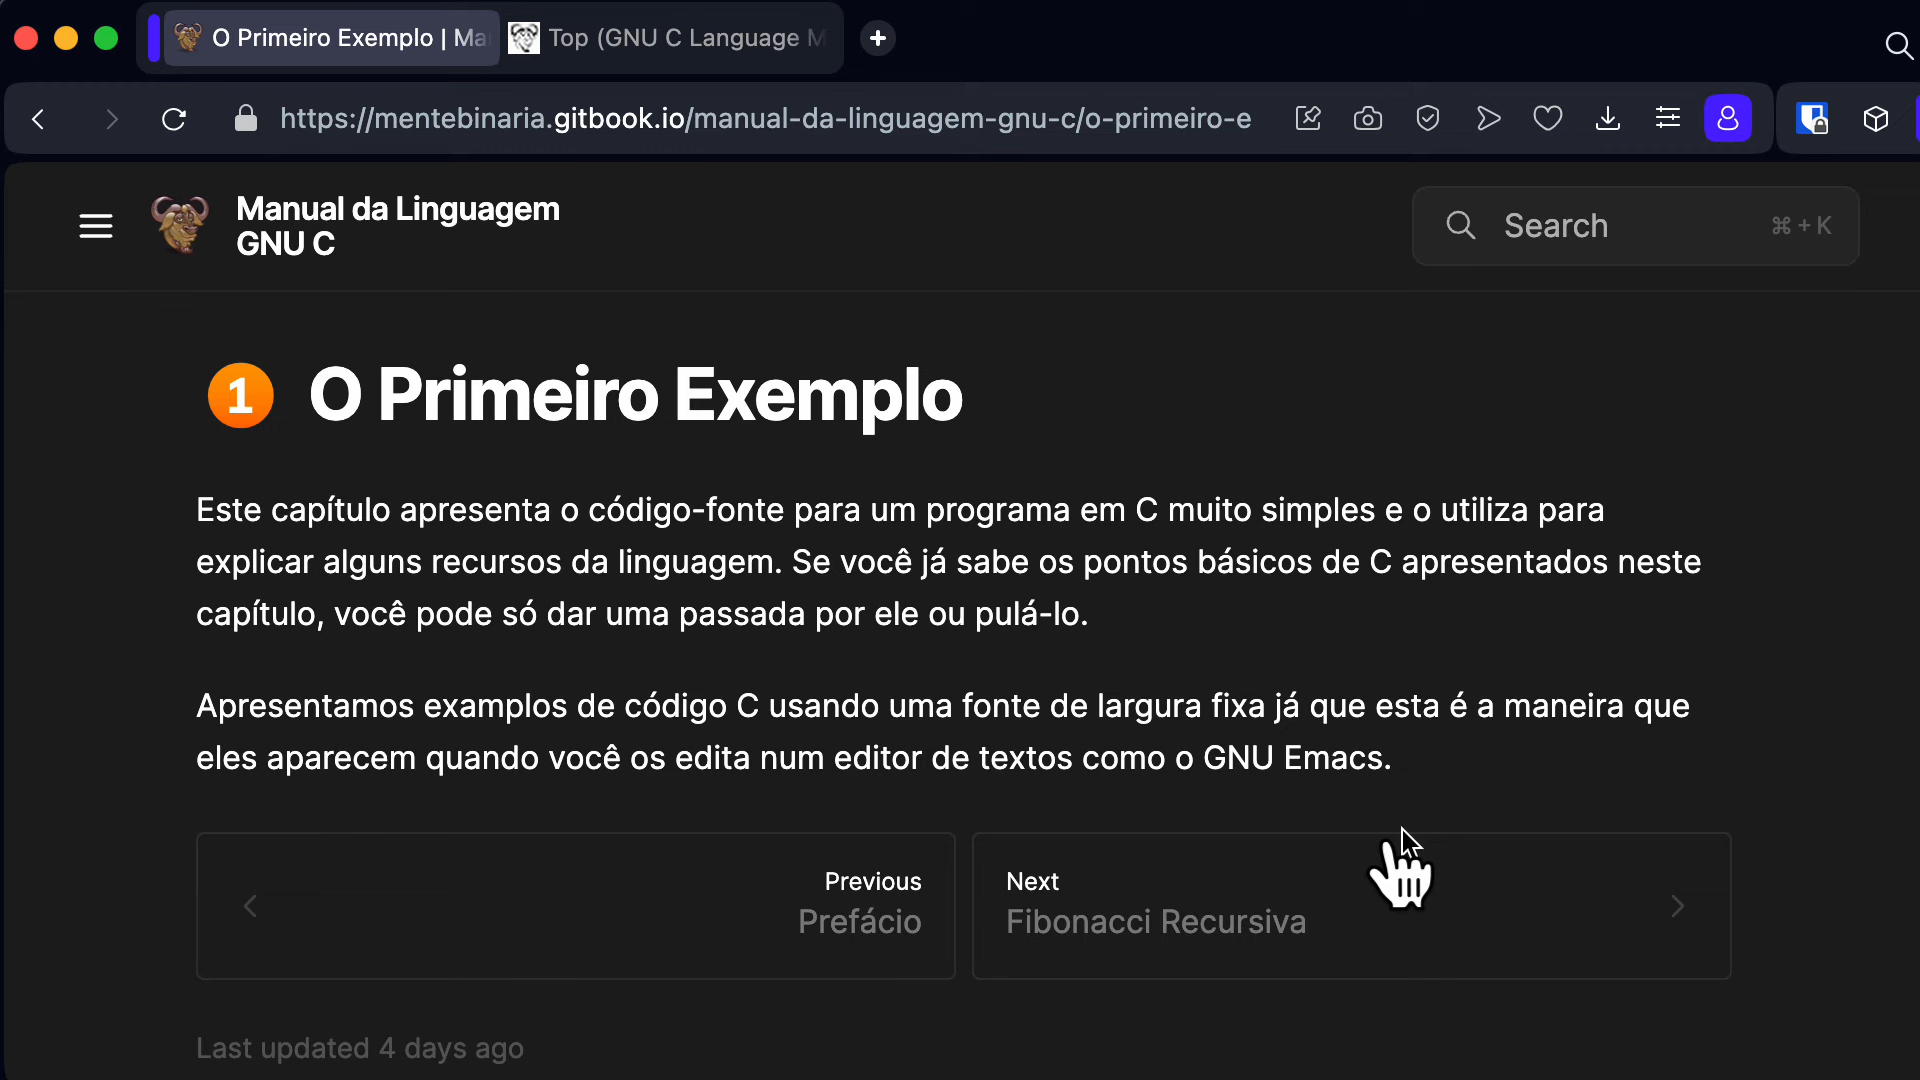 O Primeiro Exemplo | Ma
Top (GNU C Language M
https://mentebinaria.gitbook.io/manual-da-linguagem-gnu-c/o-primeiro-e
Manual da Linguagem
GNU C
Search
⌘ + K
1 O Primeiro Exemplo
Este capítulo apresenta o código-fonte para um programa em C muito simples e o utiliza para
explicar alguns recursos da linguagem. Se você já sabe os pontos básicos de C apresentados neste
capítulo, você pode só dar uma passada por ele ou pulá-lo.
Apresentamos examplos de código C usando uma fonte de largura fixa já que esta é a maneira que
eles aparecem quando você os edita num editor de textos como o GNU Emacs.
Previous
Prefácio
Next
Fibonacci Recursiva
Last updated 4 days ago